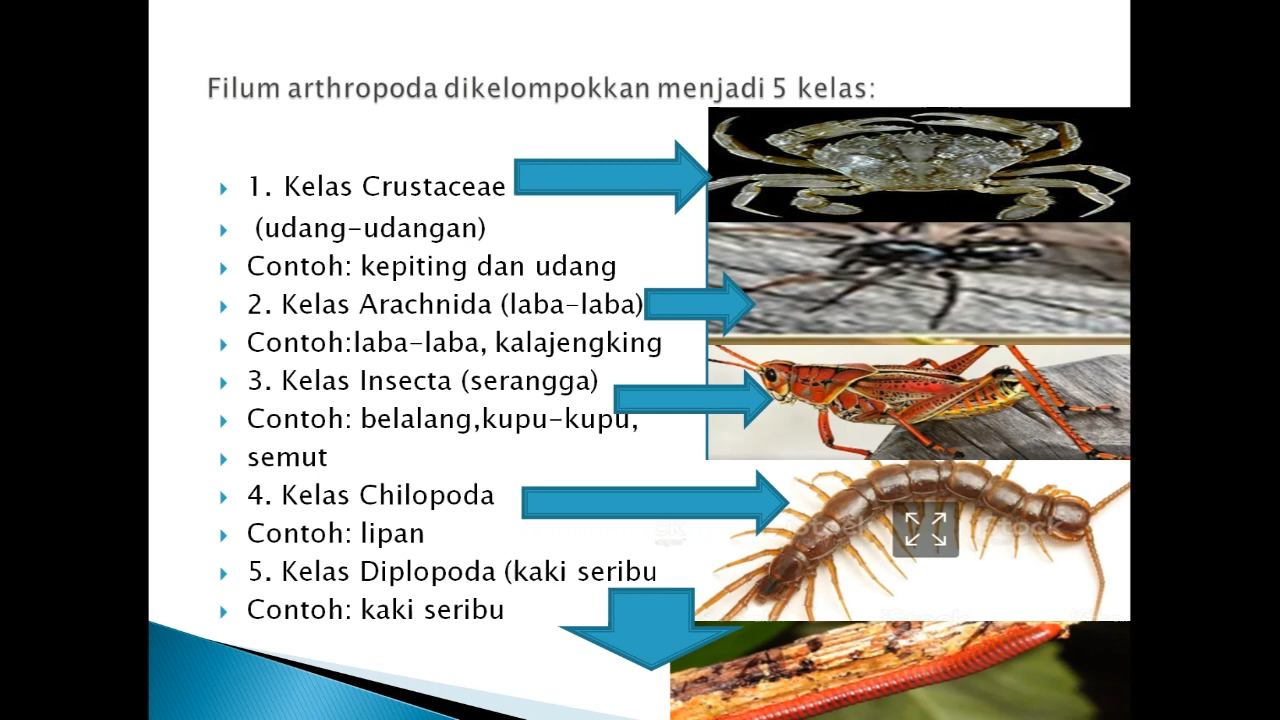 Filum arthropoda dikelompokkan menjadi 5 kelas:
1. Kelas Crustaceae
(udang-udangan)
Contoh: kepiting dan udang
2. Kelas Arachnida (laba-laba)
Contoh:laba-laba, kalajengking
3. Kelas Insecta (serangga)
Contoh: belalang,kupu-kupu,
semut
4. Kelas Chilopoda
Contoh: lipan
5. Kelas Diplopoda (kaki seribu
Contoh: kaki seribu